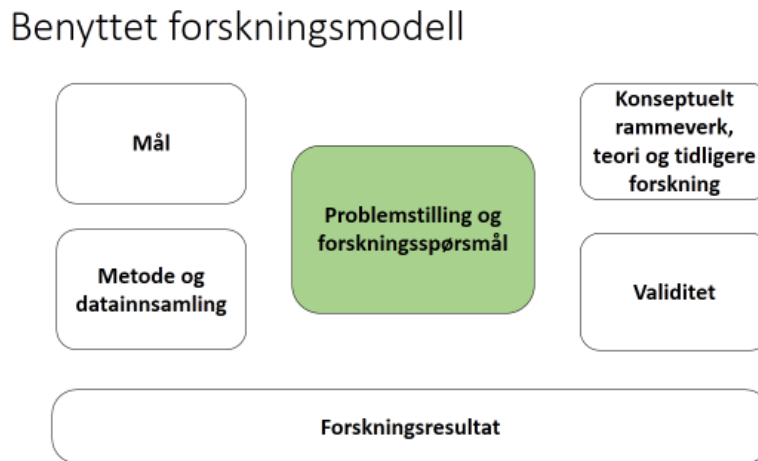 Benyttet forskningsmodell
Mål
Konseptuelt
rammeverk,
teori og tidligere
forskning
Problemstilling og
forskningsspørsmål
Metode og
datainnsamling
Validitet
Forskningsresultat